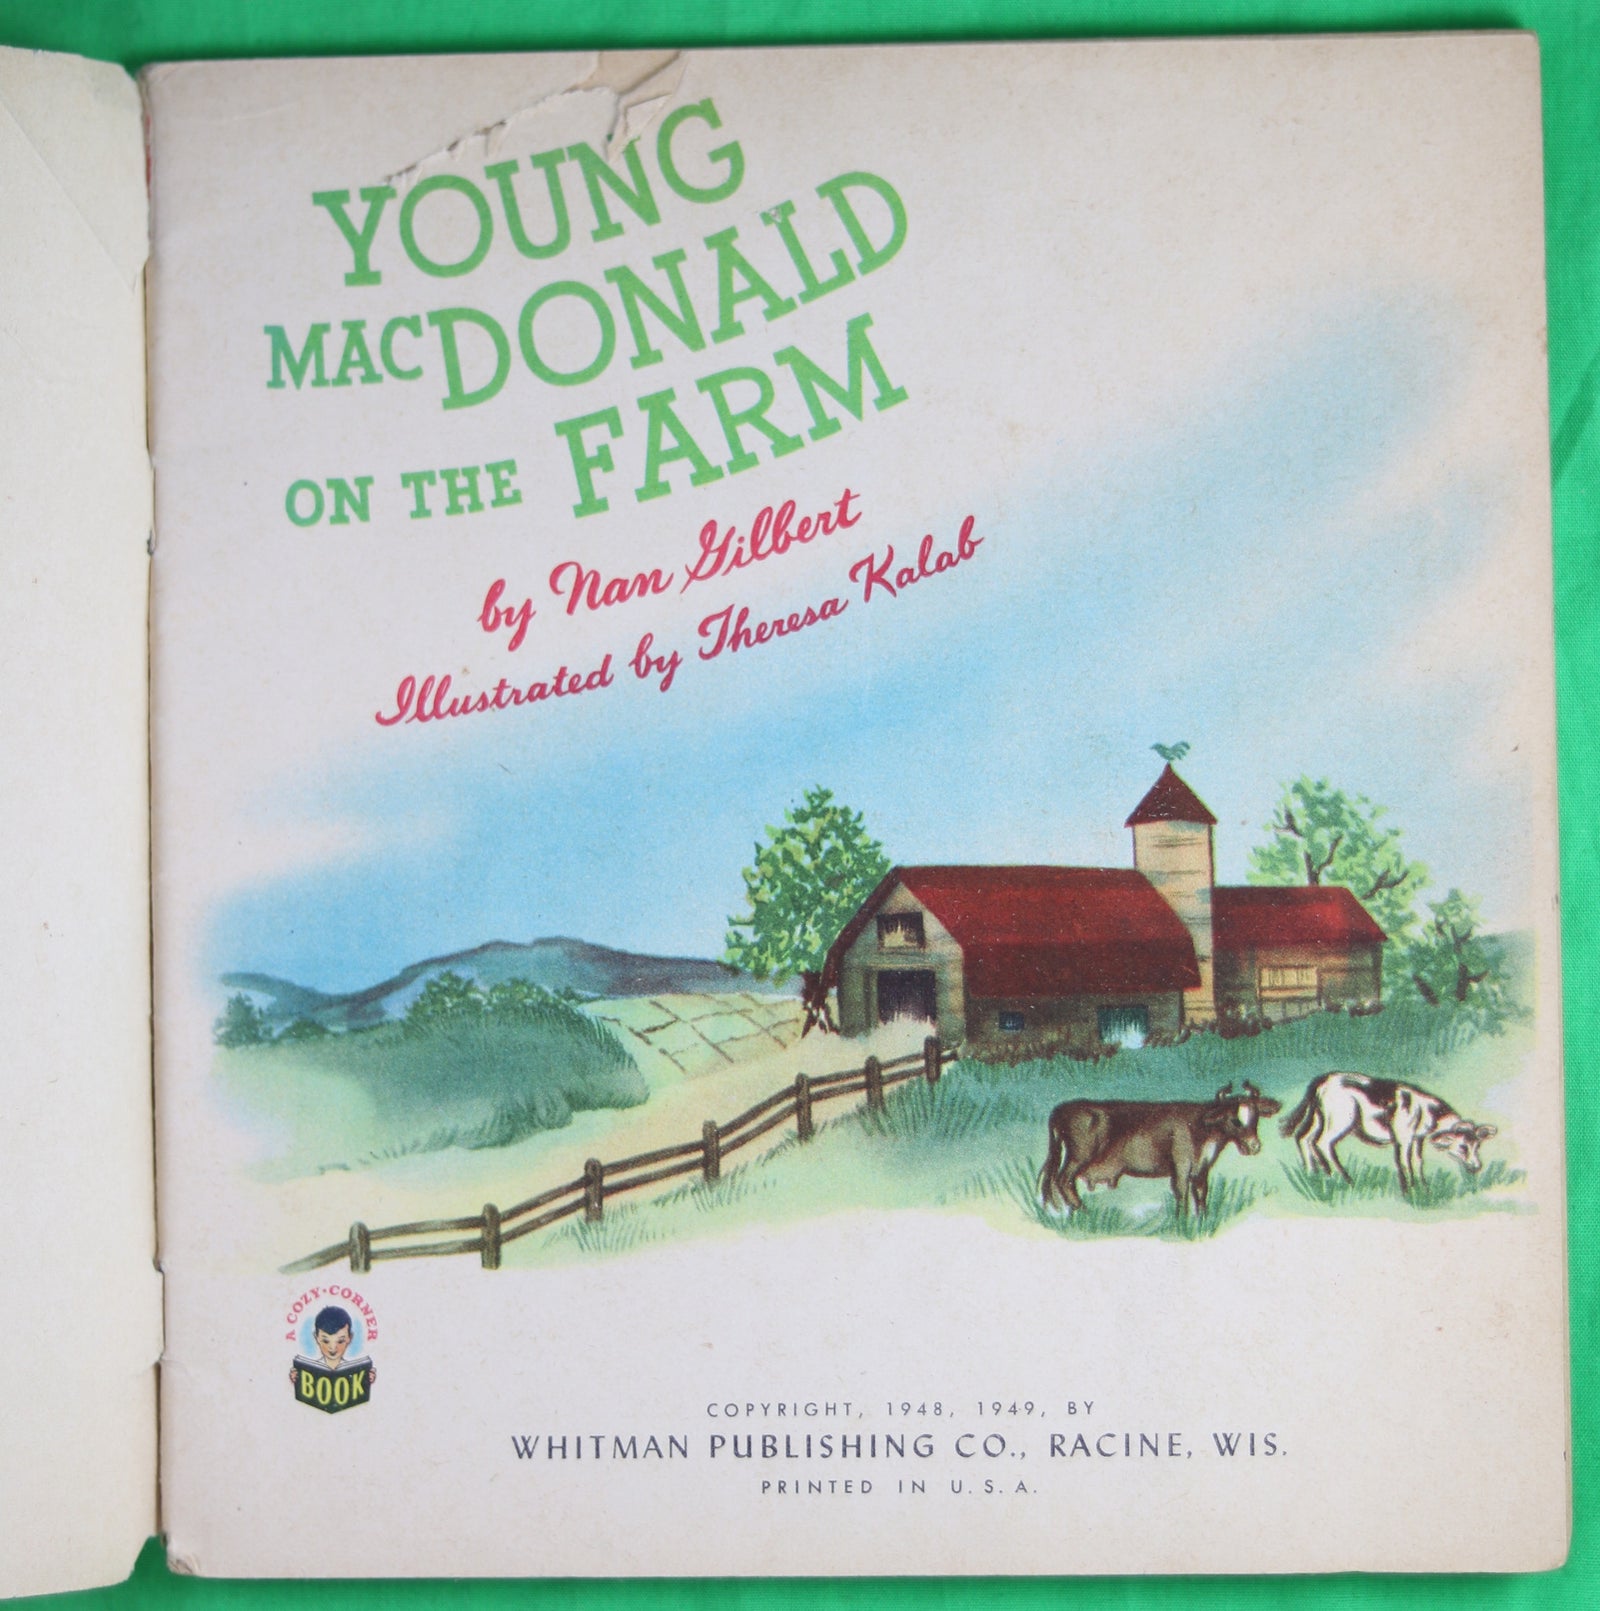 YOUNG
MACDONALD
ON THE FARM
by Nan Gilbert
Illustrated by Theresa Kalab
A COZY-CORNER
BOOK
COPYRIGHT, 1948, 1949, BY
WHITMAN PUBLISHING CO., RACINE, WIS.
PRINTED IN U.S.A.